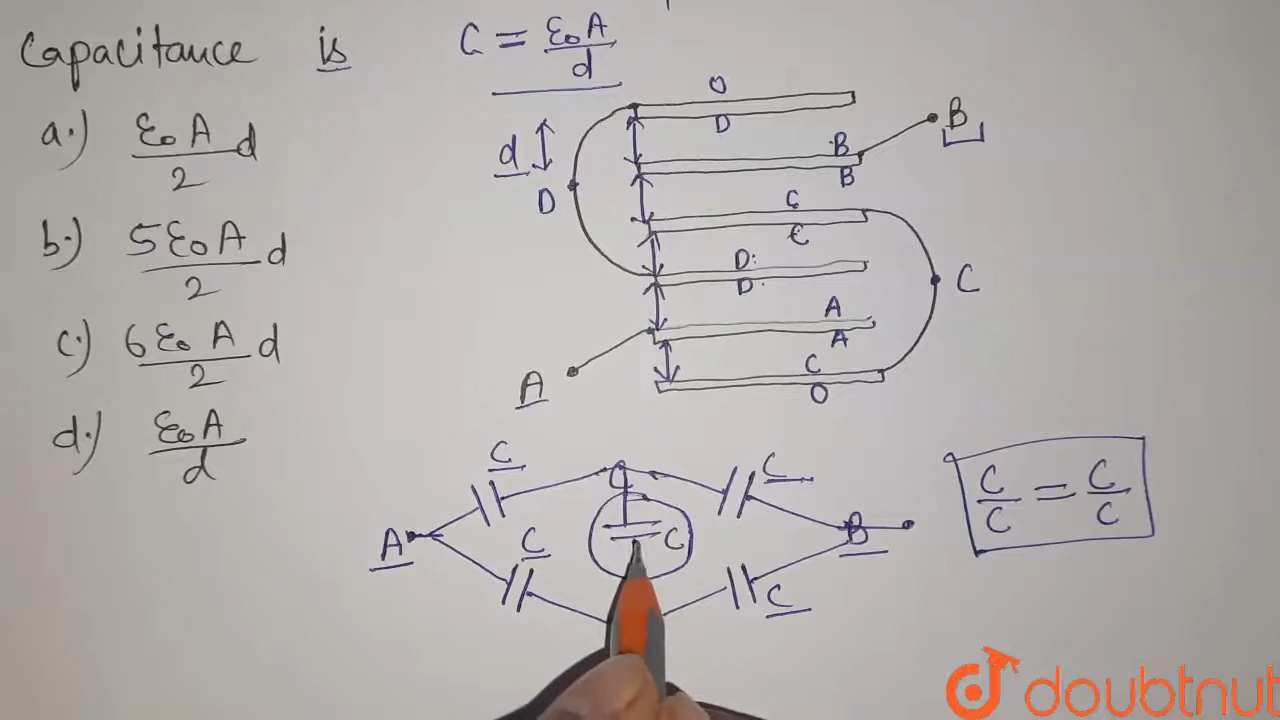 Capacitance is
C = ε₀A/d
a.) ε₀A/2 d
b.) 5ε₀A/2 d
c.) 6ε₀A/2 d
d.) ε₀A/d
O
D
d
B
B
B
D
C
C
C
D
D
A
A
A
C
O
C
C
C
C
A
C
B
C
C/C = C/C
doubtnut